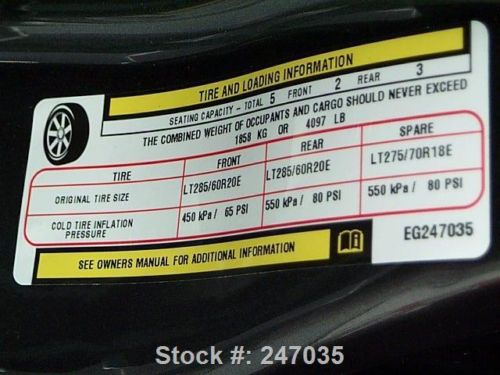 TIRE AND LOADING INFORMATION
SEATING CAPACITY - TOTAL 5 FRONT 2 REAR 3
THE COMBINED WEIGHT OF OCCUPANTS AND CARGO SHOULD NEVER EXCEED
1858 KG OR 4097 LB
TIRE FRONT REAR SPARE
ORIGINAL TIRE SIZE LT285/60R20E LT285/60R20E LT275/70R18E
COLD TIRE INFLATION PRESSURE 450 kPa / 65 PSI 550 kPa / 80 PSI 550 kPa / 80 PSI
SEE OWNERS MANUAL FOR ADDITIONAL INFORMATION EG247035
Stock #: 247035